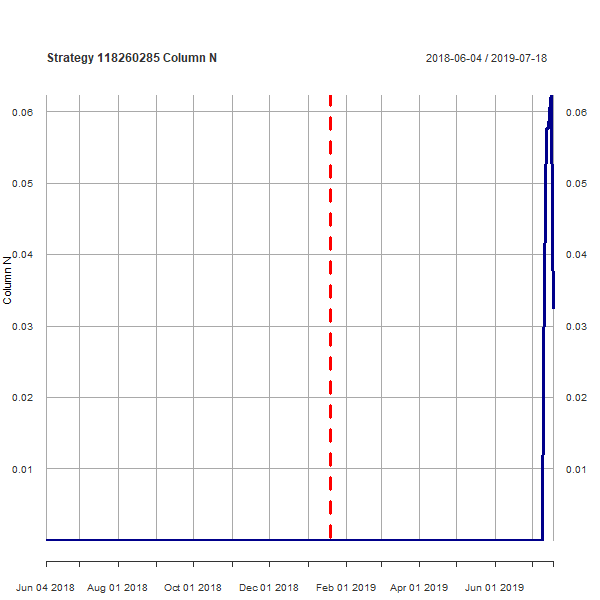 Strategy 118260285 Column N
2018-06-04 / 2019-07-18
0.06
0.06
0.05
0.05
0.04
0.04
Column N
0.03
0.03
0.02
0.02
0.01
0.01
Jun 04 2018
Aug 01 2018
Oct 01 2018
Dec 01 2018
Feb 01 2019
Apr 01 2019
Jun 01 2019